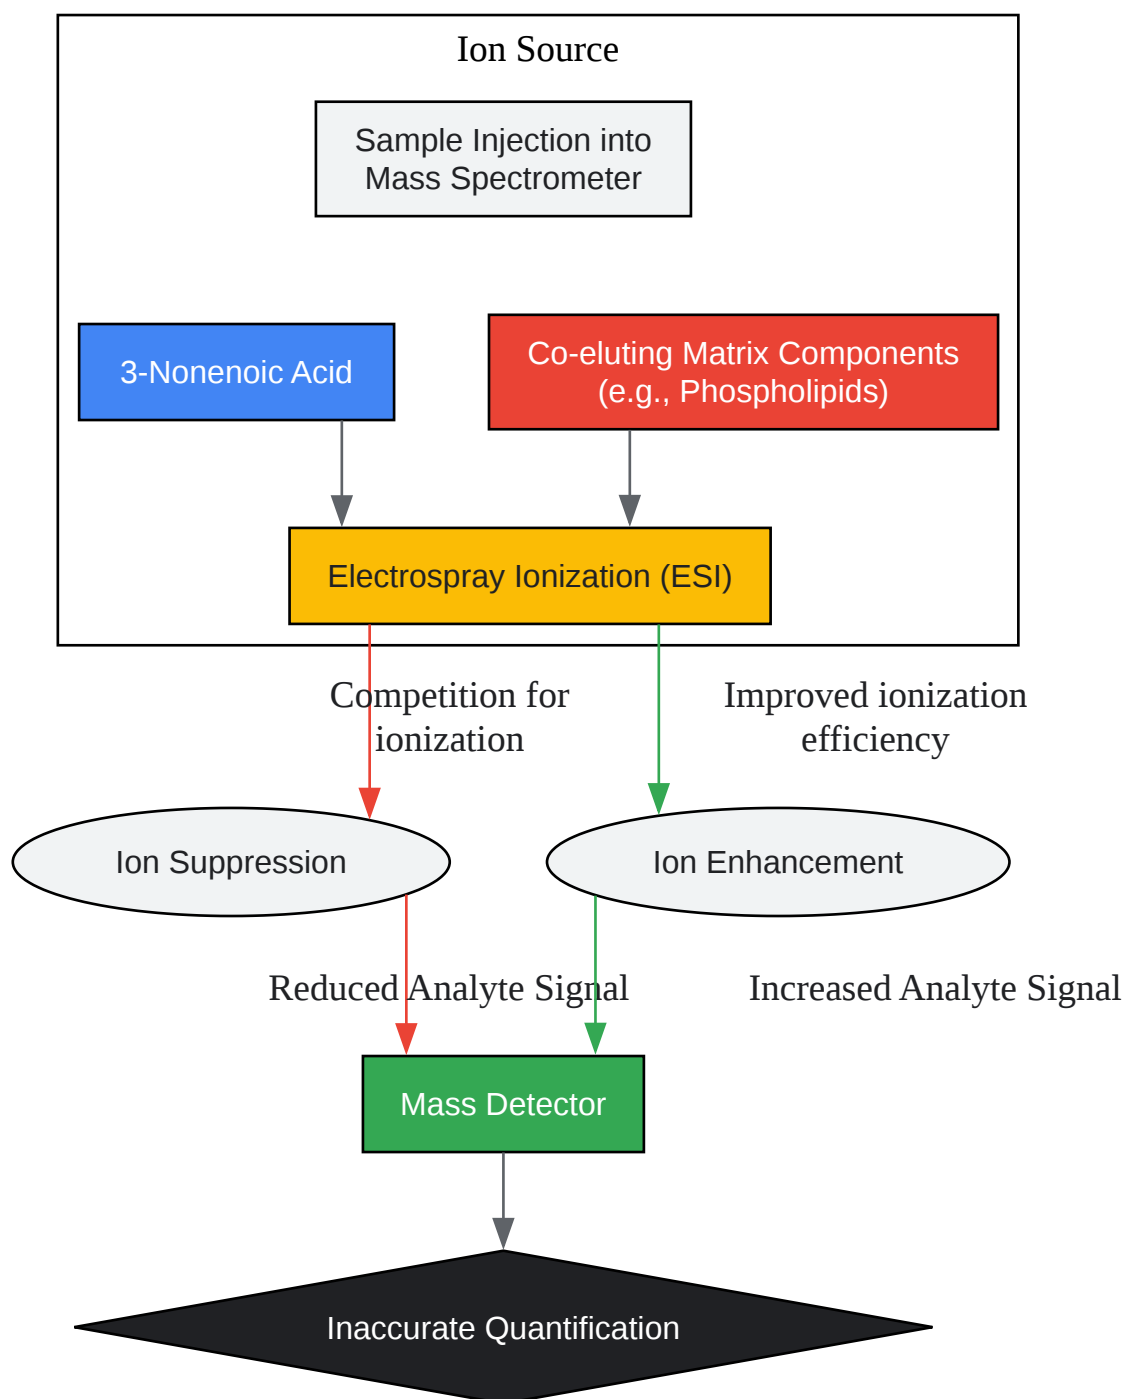 Ion Source
Sample Injection into
Mass Spectrometer
3-Nonenoic Acid
Co-eluting Matrix Components
(e.g., Phospholipids)
Electrospray Ionization (ESI)
Competition for
ionization
Improved ionization
efficiency
Ion Suppression
Ion Enhancement
Reduced Analyte Signal
Increased Analyte Signal
Mass Detector
Inaccurate Quantification